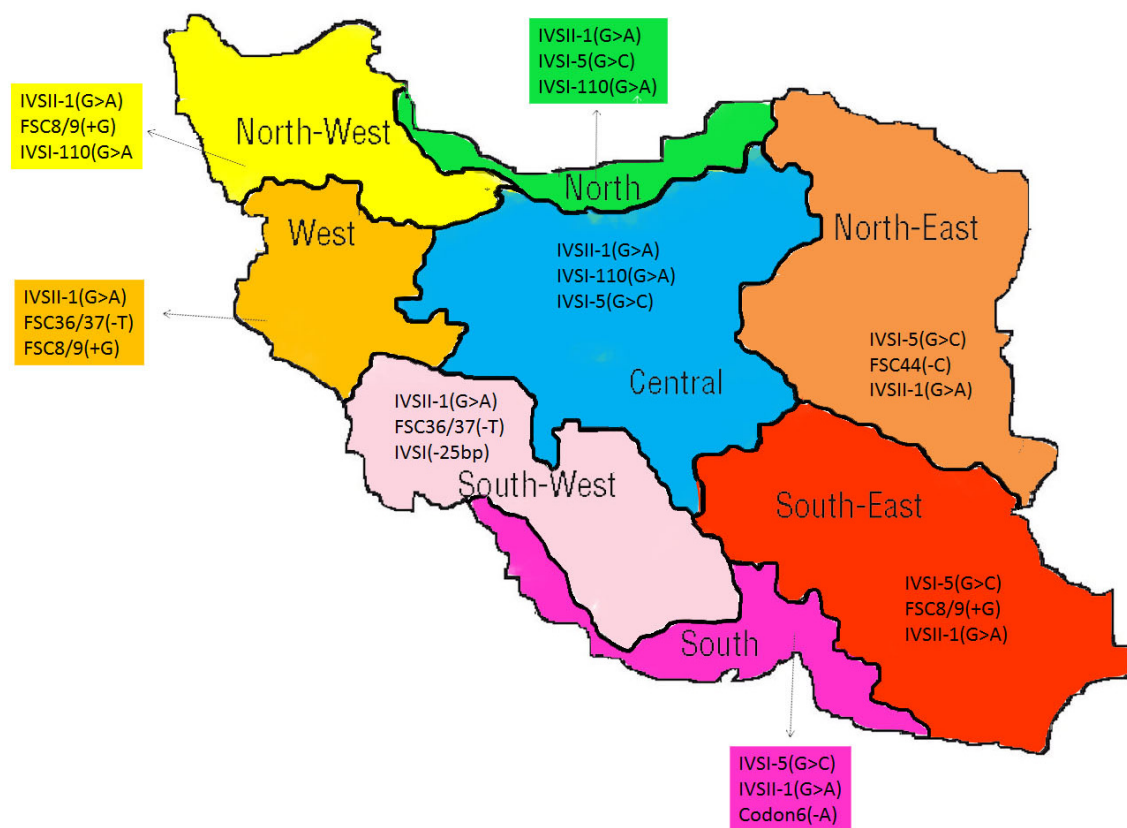 IVSII-1(G>A)
IVSI-5(G>C)
IVSI-110(G>A)
IVSII-1(G>A)
FSC8/9(+G)
IVSI-110(G>A
North-West
North
West
North-East
IVSII-1(G>A)
IVSI-110(G>A)
IVSI-5(G>C)
IVSII-1(G>A)
FSC36/37(-T)
FSC8/9(+G)
IVSI-5(G>C)
FSC44(-C)
IVSII-1(G>A)
Central
IVSII-1(G>A)
FSC36/37(-T)
IVSI(-25bp)
South-West
South-East
IVSI-5(G>C)
FSC8/9(+G)
IVSII-1(G>A)
South
IVSI-5(G>C)
IVSII-1(G>A)
Codon6(-A)